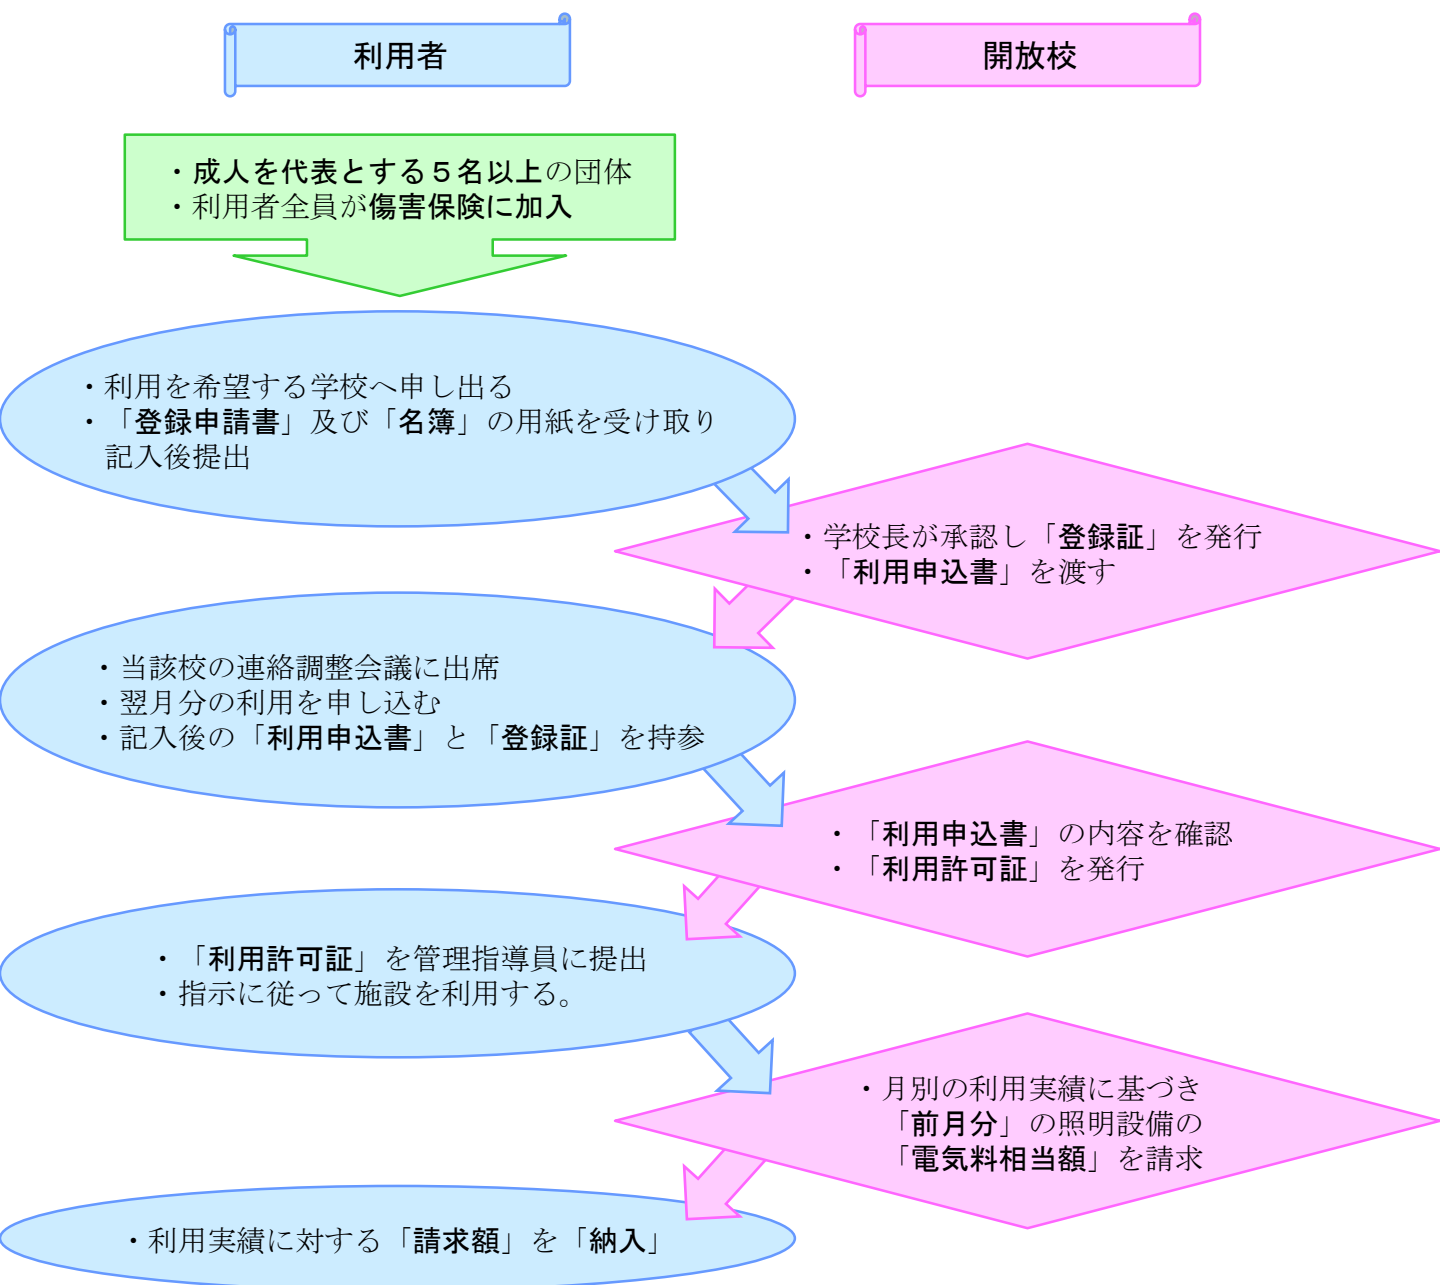 利用者
開放校
・成人を代表とする５名以上の団体
・利用者全員が傷害保険に加入
・利用を希望する学校へ申し出る
・「登録申請書」及び「名簿」の用紙を受け取り
記入後提出
・学校長が承認し「登録証」を発行
・「利用申込書」を渡す
・当該校の連絡調整会議に出席
・翌月分の利用を申し込む
・記入後の「利用申込書」と「登録証」を持参
・「利用申込書」の内容を確認
・「利用許可証」を発行
・「利用許可証」を管理指導員に提出
・指示に従って施設を利用する。
・月別の利用実績に基づき
「前月分」の照明設備の
「電気料相当額」を請求
・利用実績に対する「請求額」を「納入」